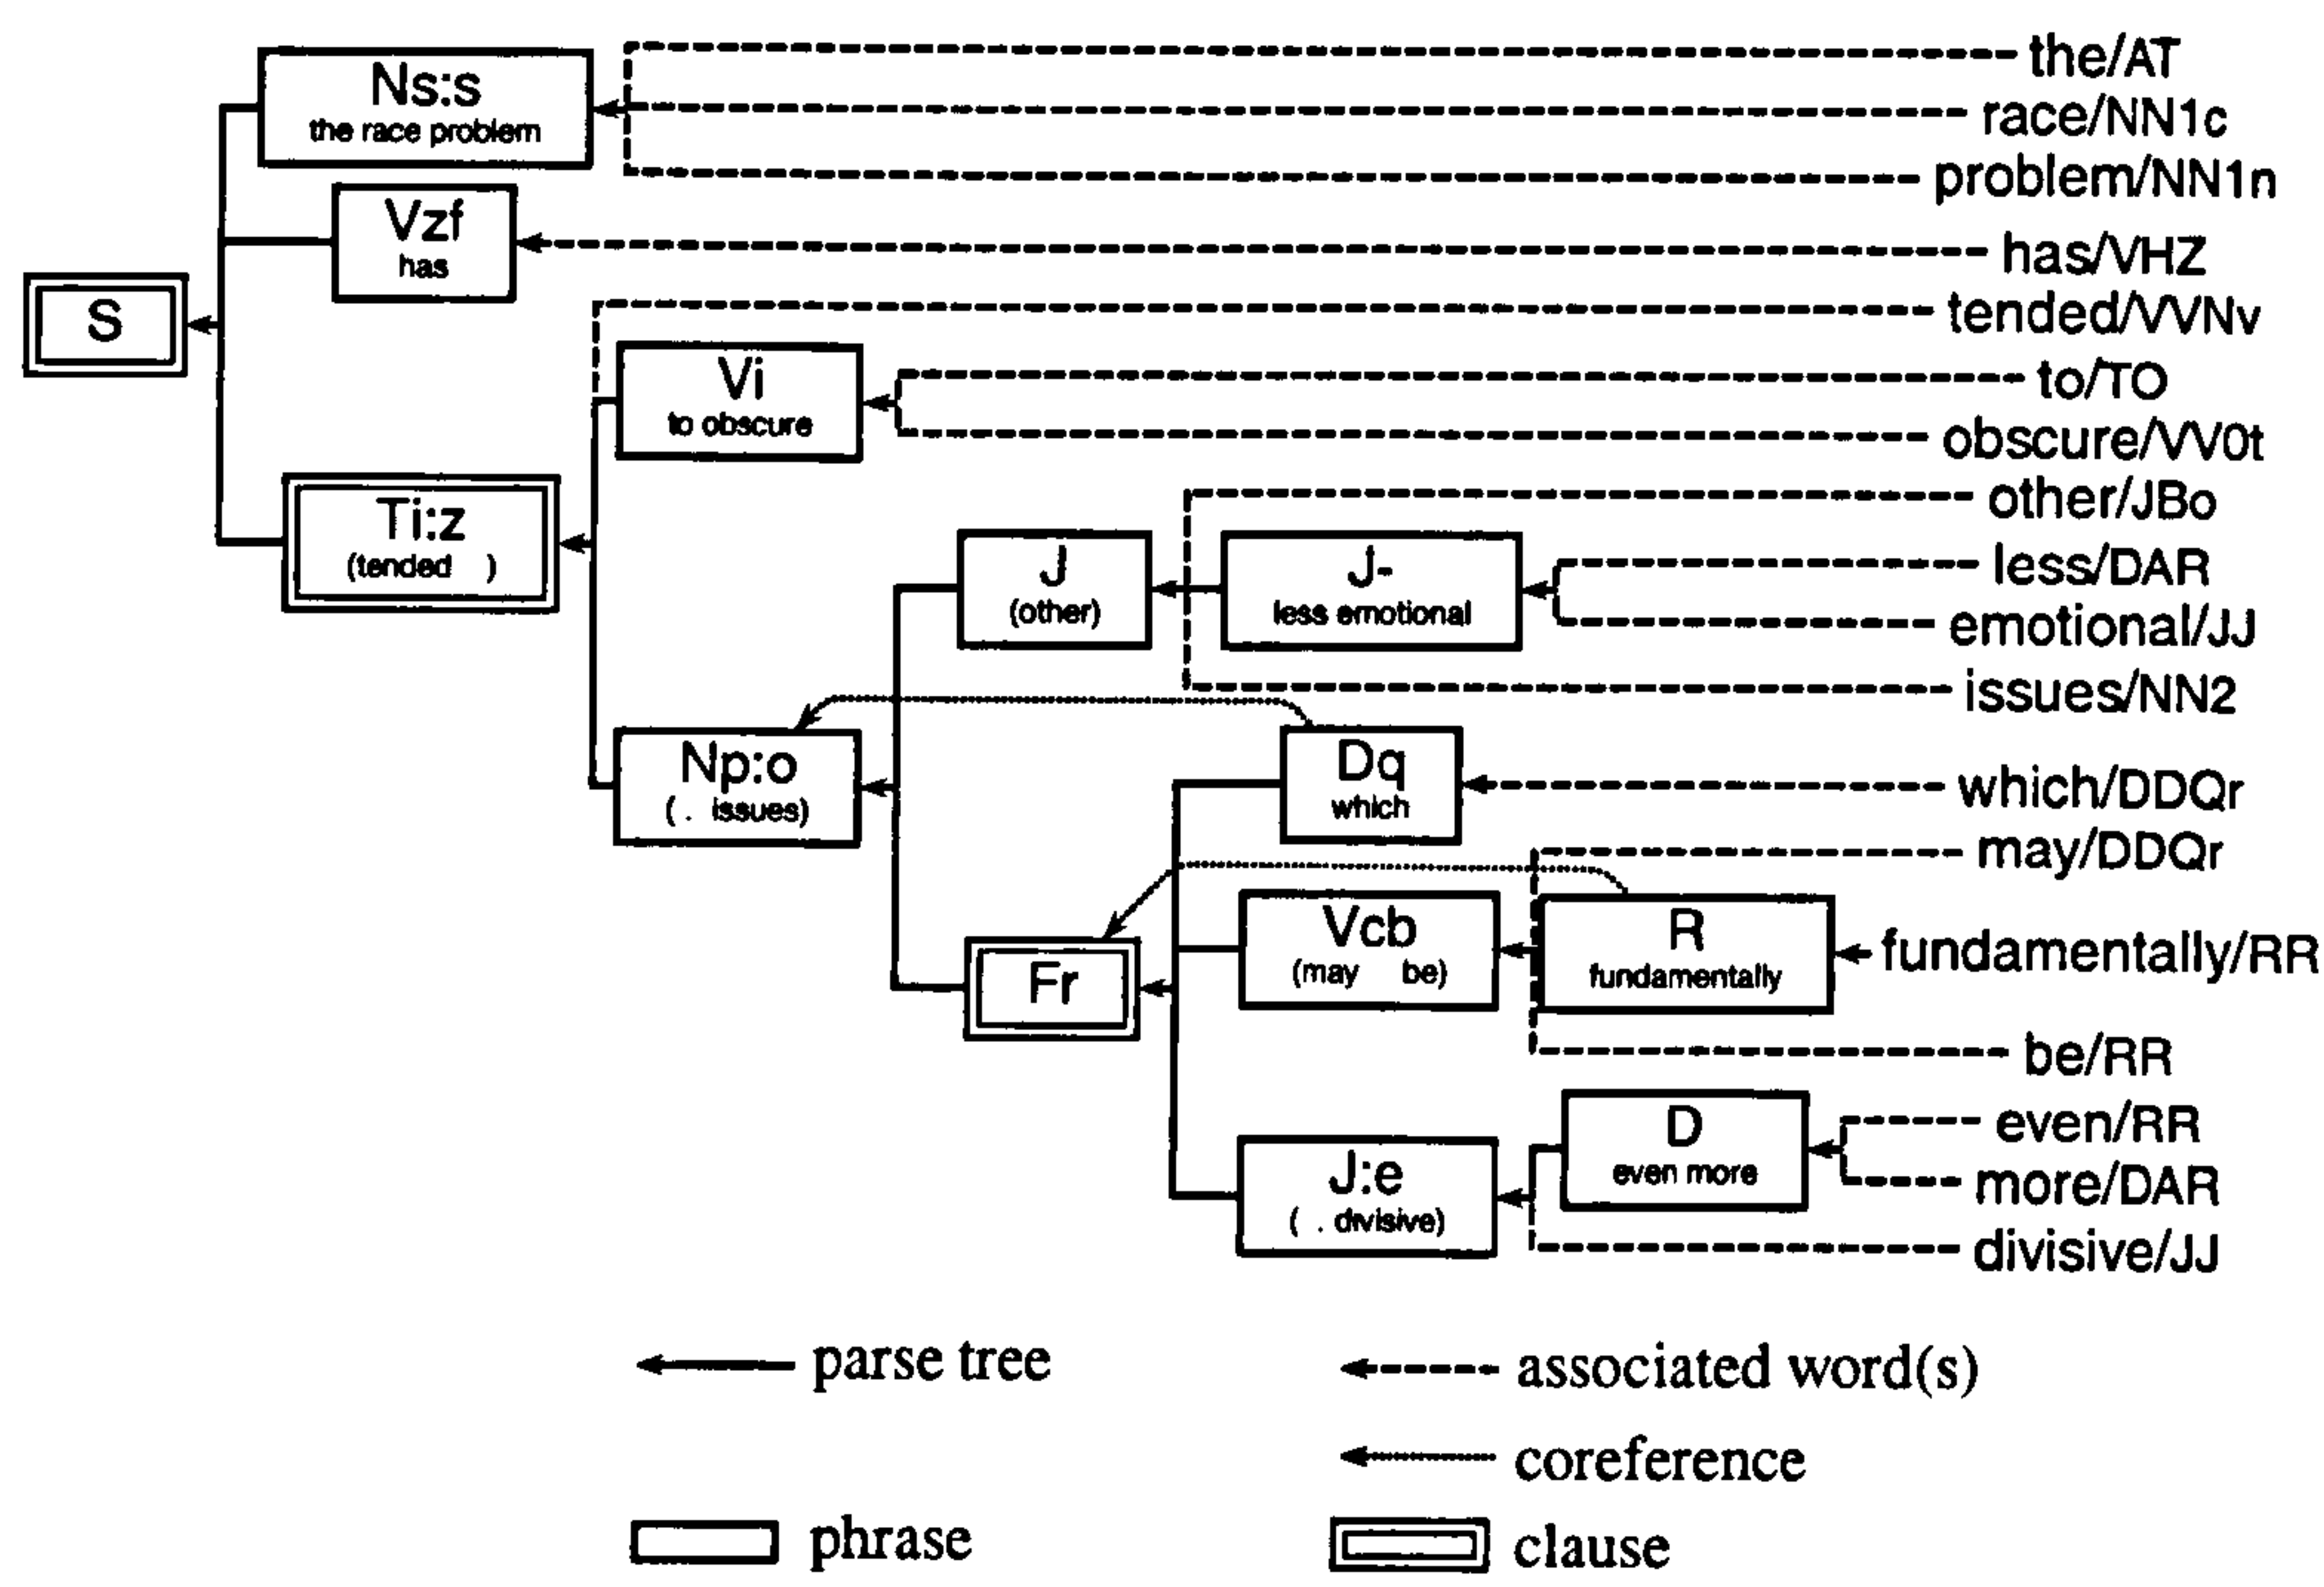 the/AT
Ns:s
the race problem
race/NN1c
problem/NN1n
Vzf
has
has/VHZ
S
tended/VVNv
Vi
to obscure
to/TO
obscure/VV0t
Ti:z
(tended )
other/JBo
J
(other)
J-
less emotional
less/DAR
emotional/JJ
issues/NN2
Np:o
( . issues)
Dq
which
which/DDQr
may/DDQr
Vcb
(may be)
R
fundamentally
fundamentally/RR
Fr
be/RR
D
even more
even/RR
more/DAR
J:e
( . divisive)
divisive/JJ
parse tree
associated word(s)
coreference
phrase
clause